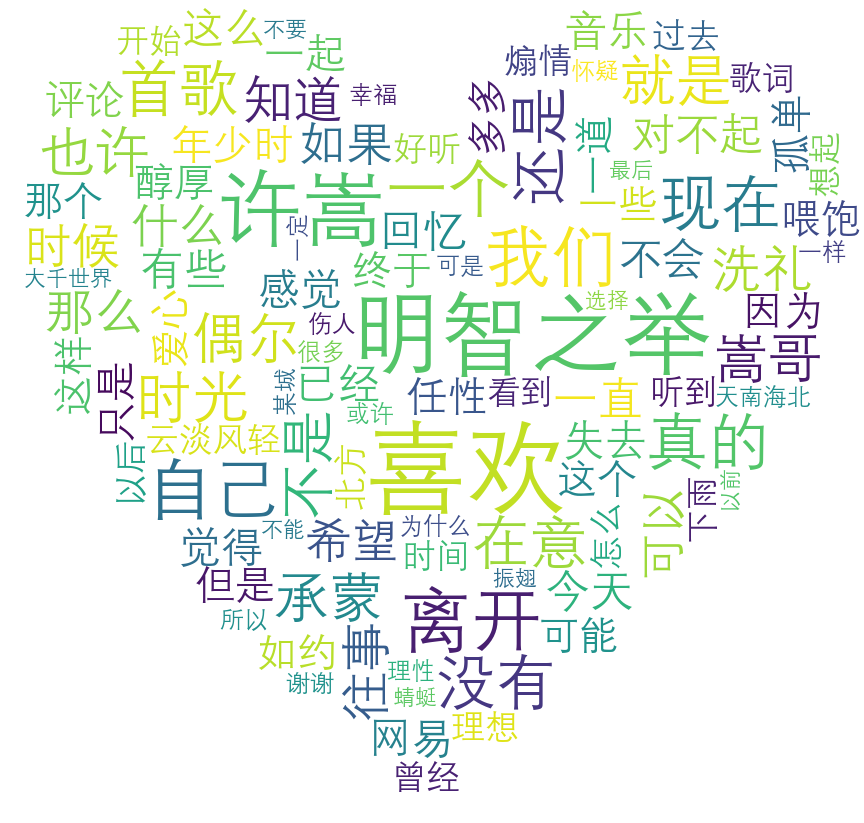 不要
这么
开始
一起
音乐
过去
煽情
怀疑
就是
歌词
首歌
知道
幸福
评论
多多
还是
一道
对不起
孤单
想起
也许
年少时
如果
好听
醇厚
许嵩
一个
最后
一些
现在
喂饱
那个
什么
回忆
一定
我们
不会
洗礼
一样
时候
有些
感觉
终于
可是
大千世界
那么
爱心
偶尔
伤人
很多
明智之举
选择
因为
嵩哥
这样
只是
时光
某城
已经
任性
看到
一直
听到
天南海北
或许
云淡风轻
不是
北方
喜欢
失去
真的
以后
自己
这个
可以
下雨
以前
不能
希望
为什么
在意
怎么
觉得
时间
但是
承蒙
离开
振翅
今天
所以
如约
往事
没有
可能
谢谢
理性
蜻蜓
网易
理想
曾经